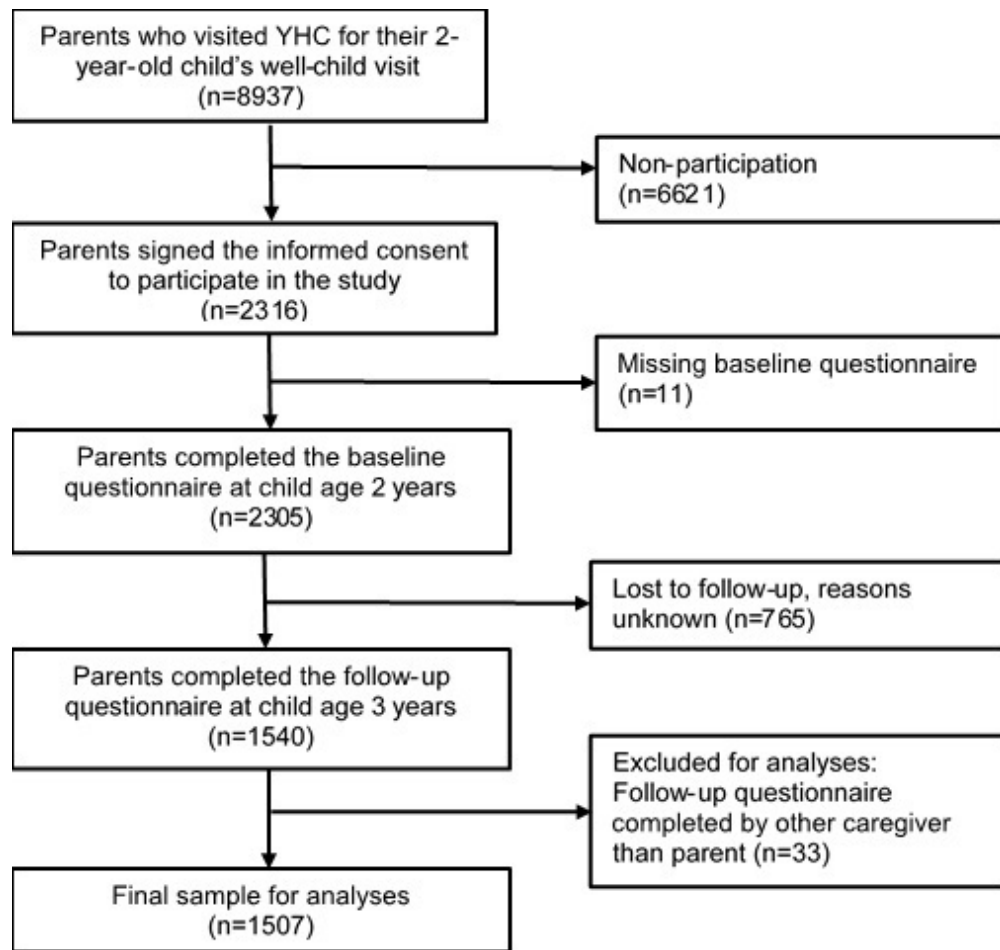 Parents who visited YHC for their 2-
year-old child's well-child visit
(n=8937)
Non-participation
(n=6621)
Parents signed the informed consent
to participate in the study
(n=2316)
Missing baseline questionnaire
(n=11)
Parents completed the baseline
questionnaire at child age 2 years
(n=2305)
Lost to follow-up, reasons
unknown (n=765)
Parents completed the follow-up
questionnaire at child age 3 years
(n=1540)
Excluded for analyses:
Follow-up questionnaire
completed by other caregiver
than parent (n=33)
Final sample for analyses
(n=1507)